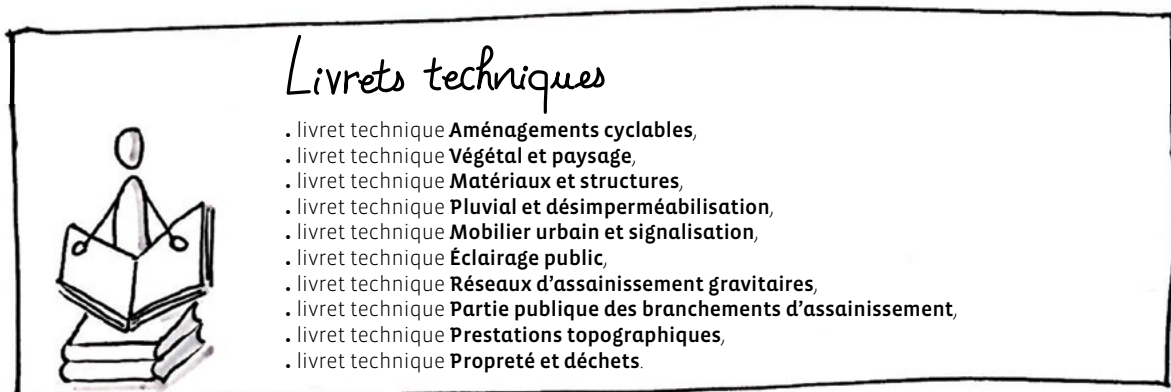 Livrets techniques
. livret technique Aménagements cyclables,
. livret technique Végétal et paysage,
. livret technique Matériaux et structures,
. livret technique Pluvial et désimperméabilisation,
. livret technique Mobilier urbain et signalisation,
. livret technique Éclairage public,
. livret technique Réseaux d'assainissement gravitaires,
. livret technique Partie publique des branchements d'assainissement,
. livret technique Prestations topographiques,
. livret technique Propreté et déchets.